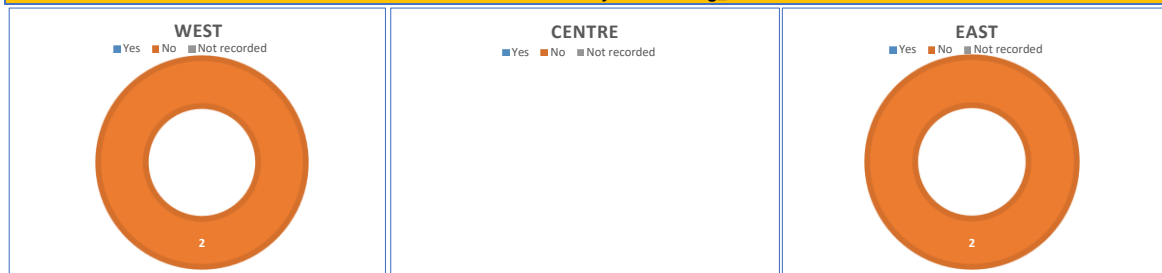 WEST
Yes No Not recorded
2
CENTRE
Yes No Not recorded
EAST
Yes No Not recorded
2